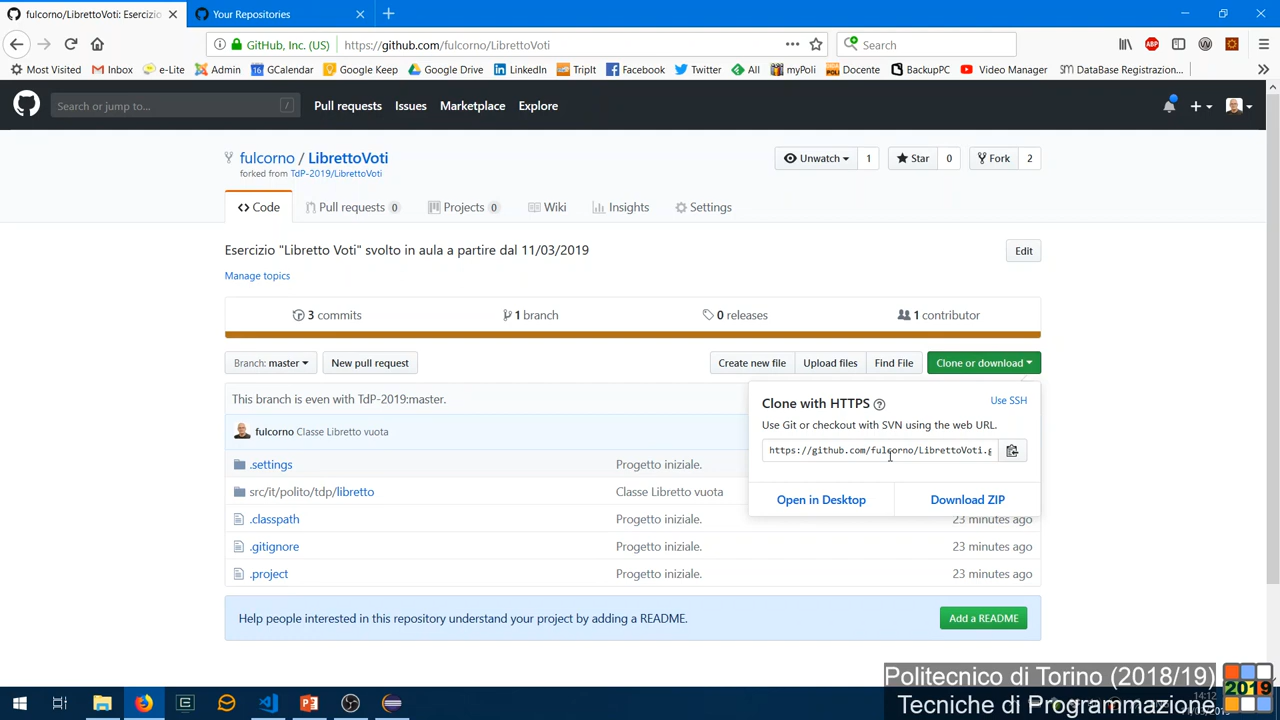 fulcorno/LibrettoVoti: Esercizio
Your Repositories
GitHub, Inc. (US)
https://github.com/fulcorno/LibrettoVoti
Search
Most Visited
Inbox
e-Lite
Admin
GCalendar
Google Keep
Google Drive
LinkedIn
TripIt
Facebook
Twitter
All
myPoli
Docente
BackupPC
Video Manager
DataBase Registrazion...
Search or jump to...
/
Pull requests
Issues
Marketplace
Explore
fulcorno / LibrettoVoti
forked from TdP-2019/LibrettoVoti
Unwatch 1
Star 0
Fork 2
Code
Pull requests 0
Projects 0
Wiki
Insights
Settings
Esercizio "Libretto Voti" svolto in aula a partire dal 11/03/2019
Edit
Manage topics
3 commits
1 branch
0 releases
1 contributor
Branch: master
New pull request
Create new file
Upload files
Find File
Clone or download
This branch is even with TdP-2019:master.
Clone with HTTPS
Use SSH
Use Git or checkout with SVN using the web URL.
https://github.com/fulcorno/LibrettoVoti.g
Open in Desktop
Download ZIP
fulcorno Classe Libretto vuota
.settings Progetto iniziale.
src/it/polito/tdp/libretto Classe Libretto vuota
.classpath Progetto iniziale. 23 minutes ago
.gitignore Progetto iniziale. 23 minutes ago
.project Progetto iniziale. 23 minutes ago
Help people interested in this repository understand your project by adding a README.
Add a README
Politecnico di Torino (2018/19)
Tecniche di Programmazione
2019
14:12